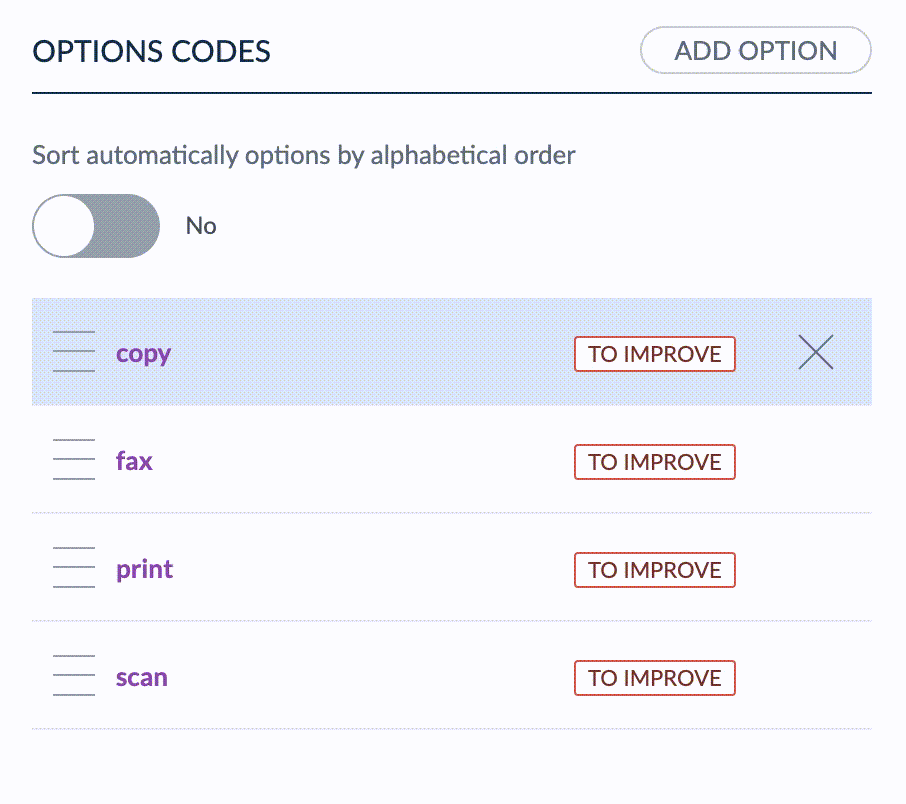 OPTIONS CODES
ADD OPTION
Sort automatically options by alphabetical order
No
copy
TO IMPROVE
fax
TO IMPROVE
print
TO IMPROVE
scan
TO IMPROVE